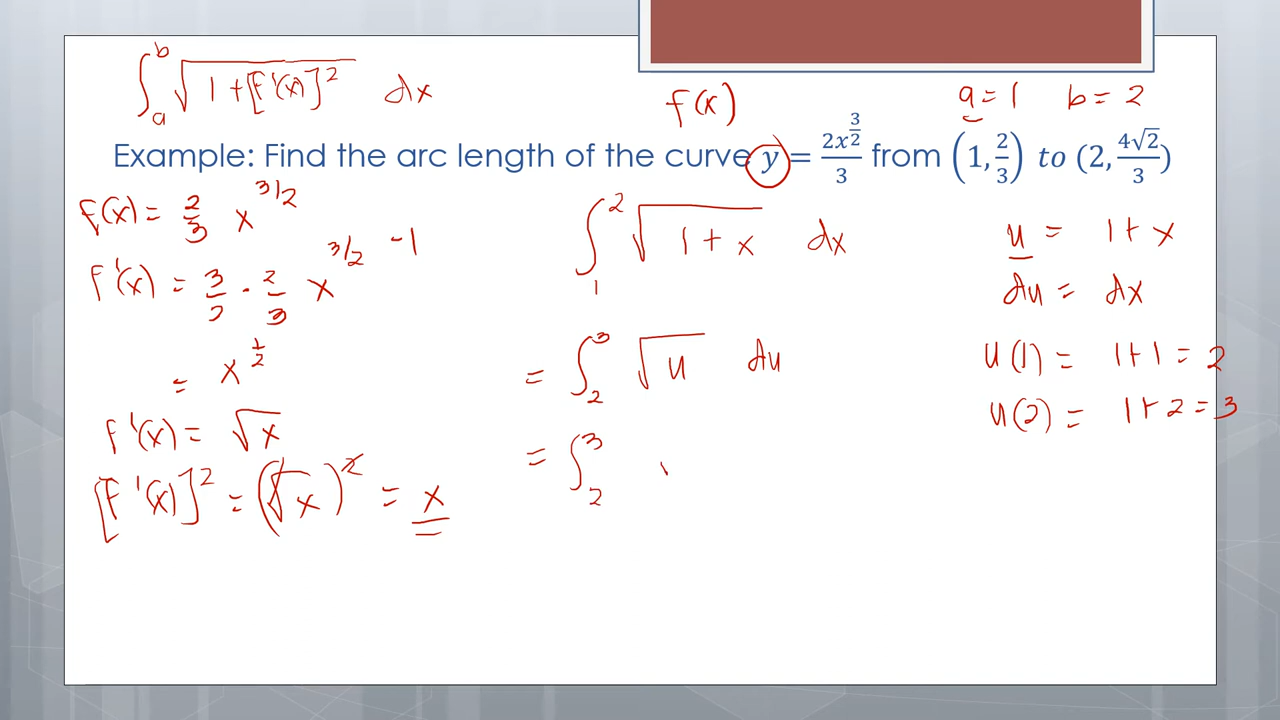 ∫_a^b √(1+[f'(x)]²) dx
f(x)
a=1 b=2
Example: Find the arc length of the curve y = 2x^(3/2)/3 from (1, 2/3) to (2, 4√2/3)
f(x) = 2/3 x^(3/2)
f'(x) = 3/2 · 2/3 x^(3/2 -1)
= x^(1/2)
f'(x) = √x
[f'(x)]² = (√x)² = x
∫_1^2 √(1+x) dx
= ∫_2^3 √u du
= ∫_2^3
u = 1+x
du = dx
u(1) = 1+1 = 2
u(2) = 1+2 = 3